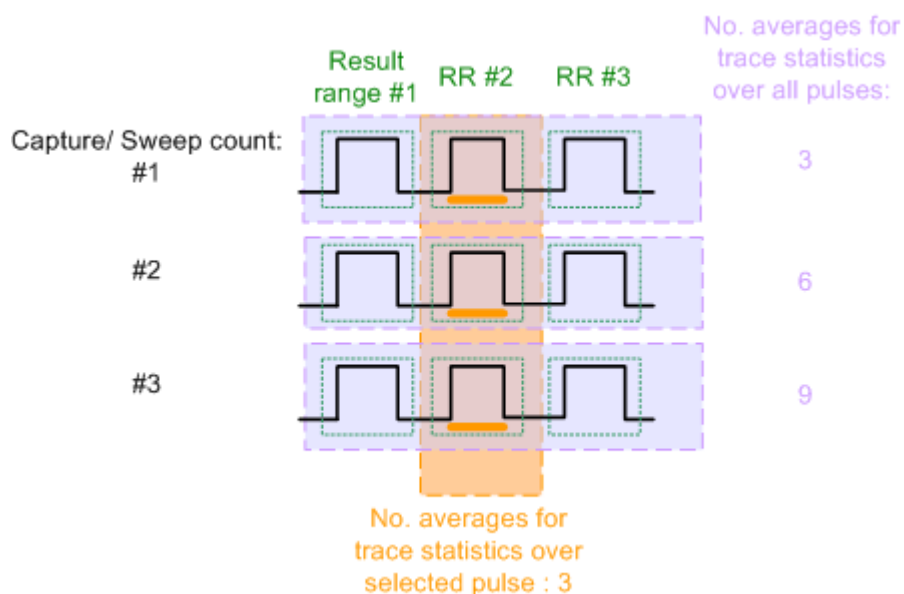 No. averages for
trace statistics
over all pulses:
Result
range #1
RR #2
RR #3
Capture/ Sweep count:
#1
3
#2
6
#3
9
No. averages for
trace statistics over
selected pulse : 3